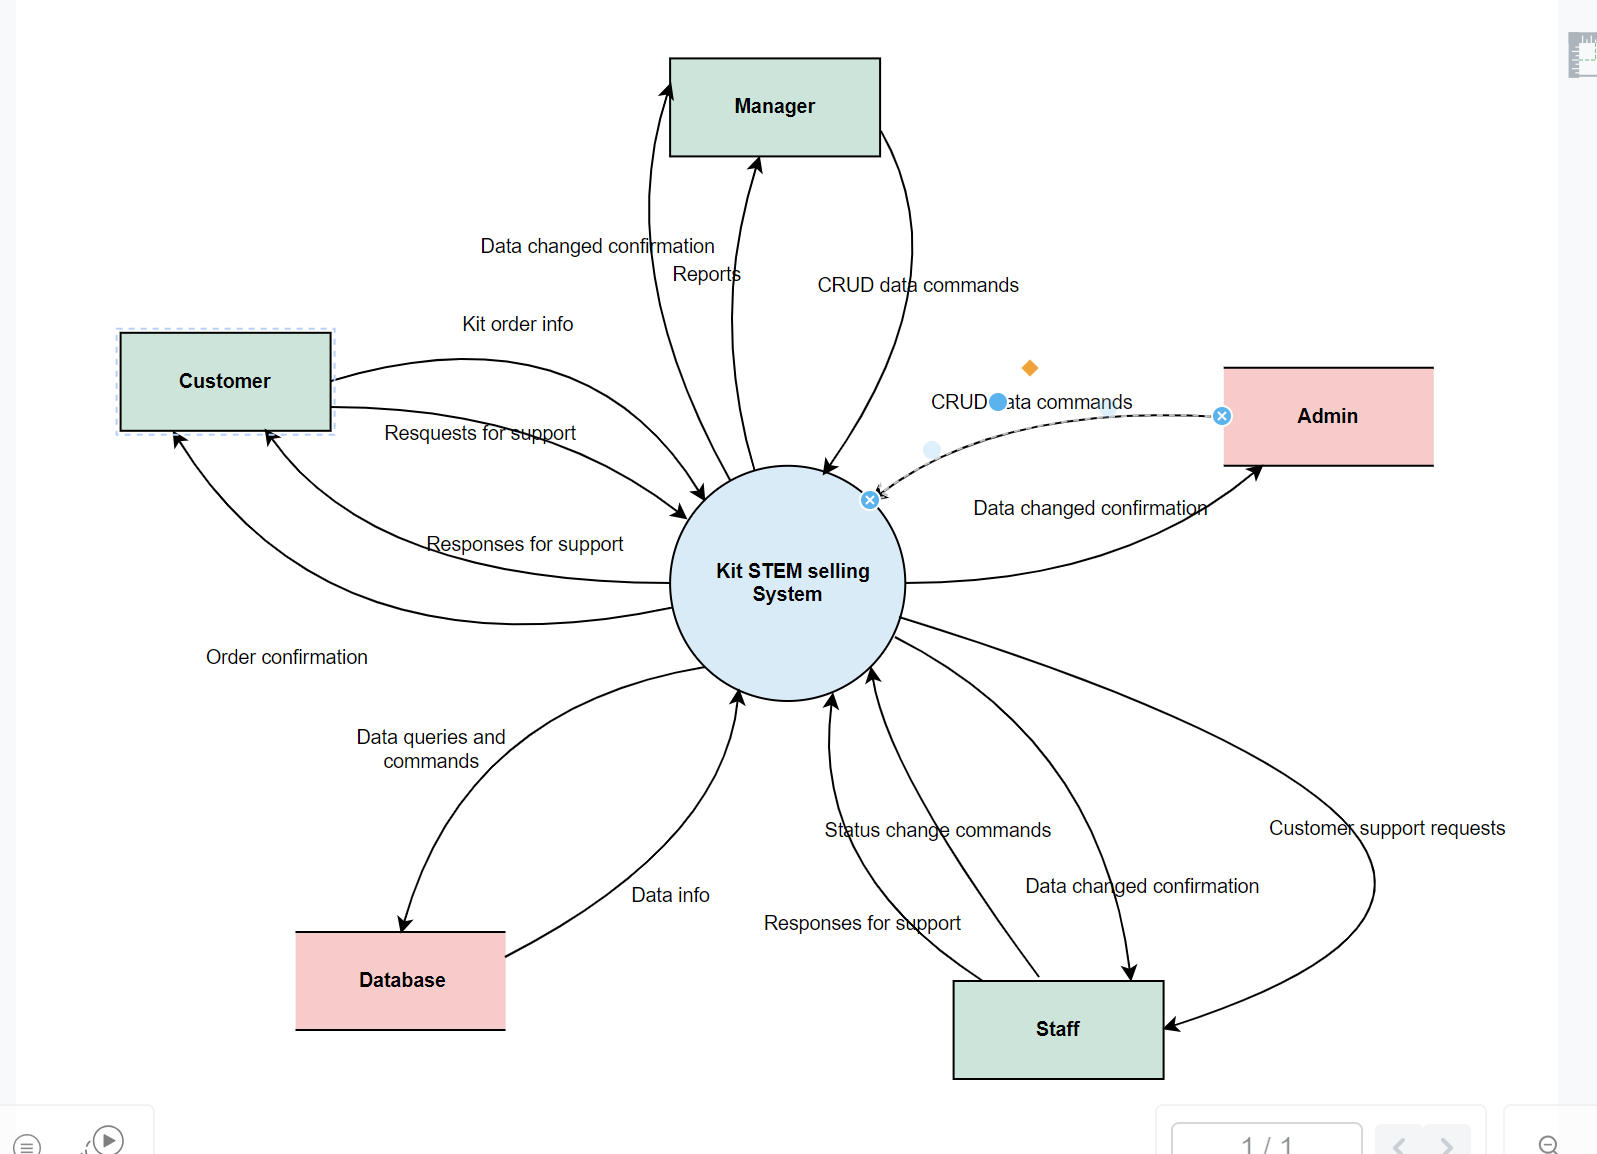 Manager
Data changed confirmation
Reports
CRUD data commands
Kit order info
Customer
CRUD ata commands
Admin
Resquests for support
Data changed confirmation
Responses for support
Kit STEM selling
System
Order confirmation
Data queries and
commands
Status change commands
Customer support requests
Data info
Data changed confirmation
Responses for support
Database
Staff
1 / 1